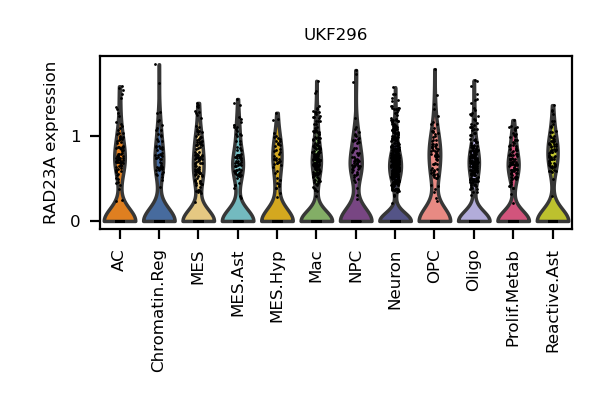 UKF296
RAD23A expression
1
0
AC
Chromatin.Reg
MES
MES.Ast
MES.Hyp
Mac
NPC
Neuron
OPC
Oligo
Prolif.Metab
Reactive.Ast